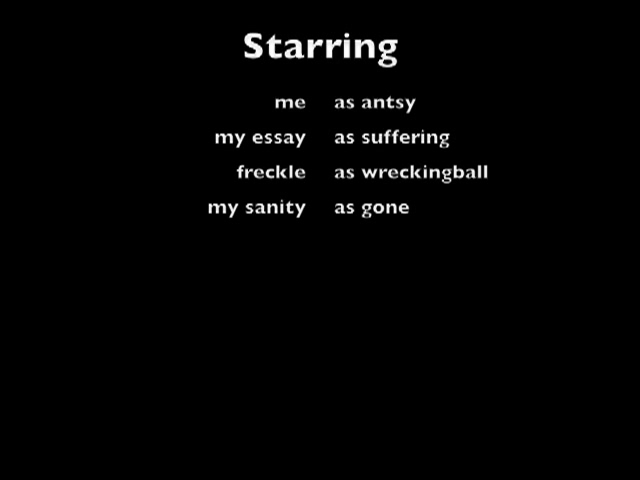 Starring
me as antsy
my essay as suffering
freckle as wreckingball
my sanity as gone